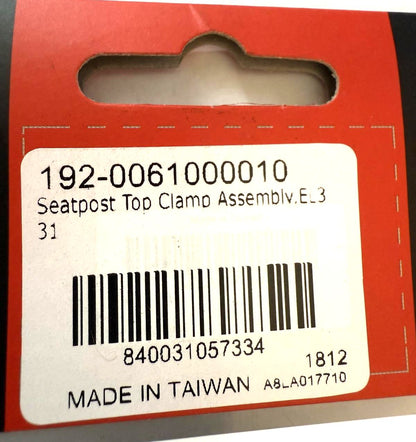 192-0061000010
Seatpost Top Clamp Assembly,EL3
31
840031057334
1812
MADE IN TAIWAN A8LA017710